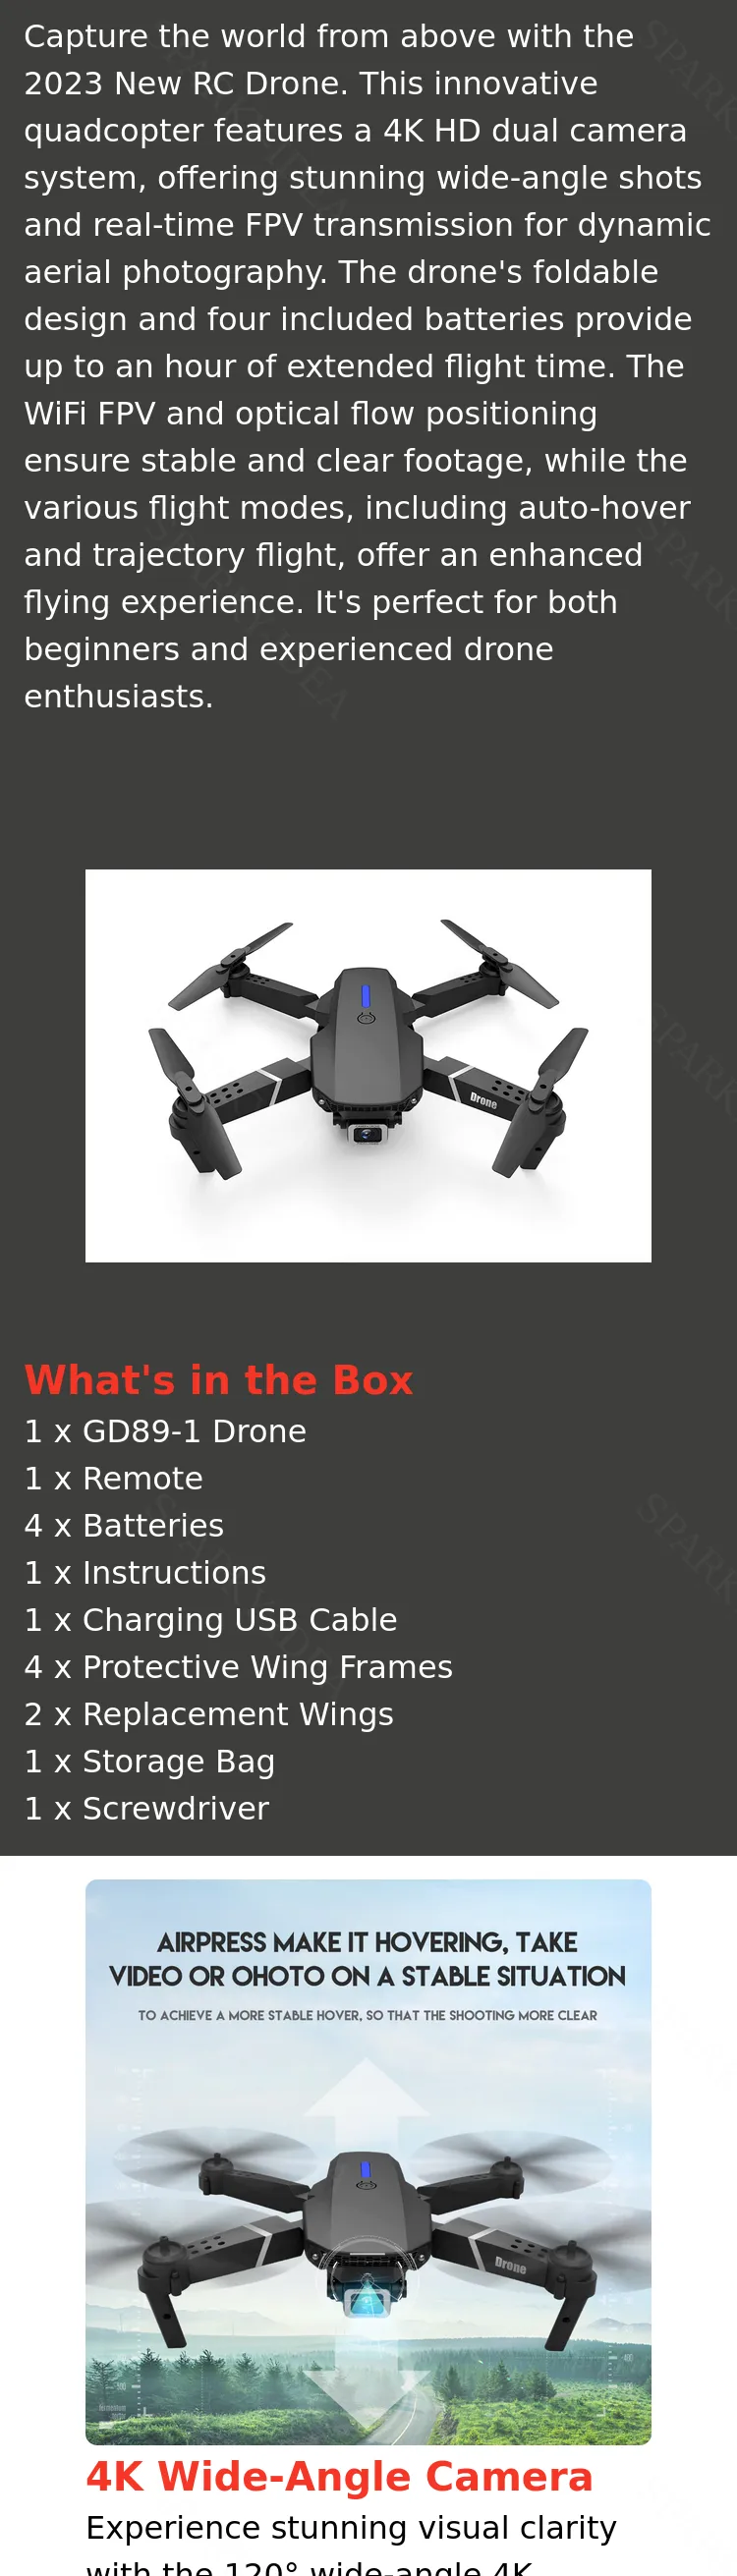 Capture the world from above with the
2023 New RC Drone. This innovative
quadcopter features a 4K HD dual camera
system, offering stunning wide-angle shots
and real-time FPV transmission for dynamic
aerial photography. The drone's foldable
design and four included batteries provide
up to an hour of extended flight time. The
WiFi FPV and optical flow positioning
ensure stable and clear footage, while the
various flight modes, including auto-hover
and trajectory flight, offer an enhanced
flying experience. It's perfect for both
beginners and experienced drone
enthusiasts.
Drone
What's in the Box
1 x GD89-1 Drone
1 x Remote
4 x Batteries
1 x Instructions
1 x Charging USB Cable
4 x Protective Wing Frames
2 x Replacement Wings
1 x Storage Bag
1 x Screwdriver
AIRPRESS MAKE IT HOVERING, TAKE
VIDEO OR OHOTO ON A STABLE SITUATION
TO ACHIEVE A MORE STABLE HOVER, SO THAT THE SHOOTING MORE CLEAR
Drone
4K Wide-Angle Camera
Experience stunning visual clarity
with the 120° wide-angle 4K